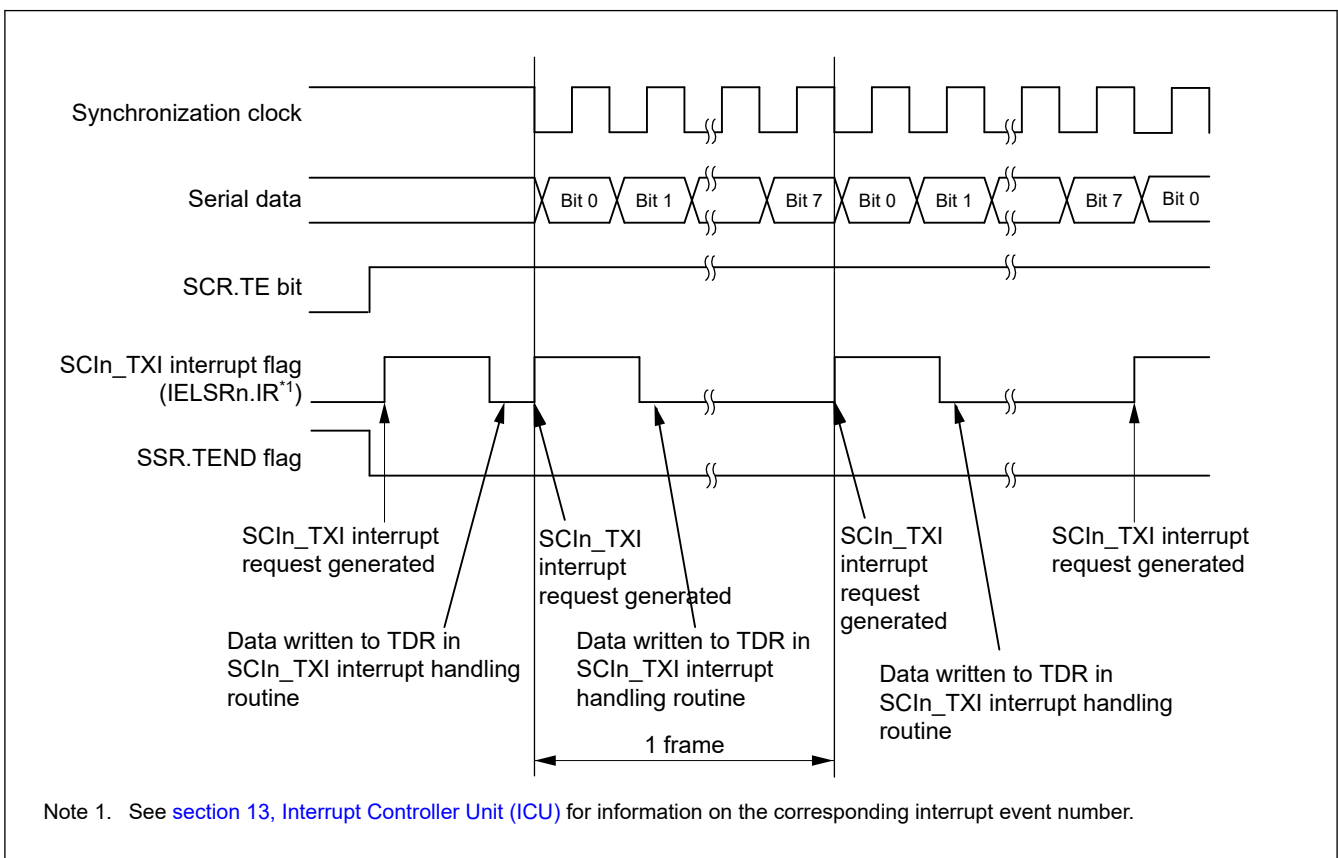 Synchronization clock
Serial data
Bit 0 Bit 1 Bit 7 Bit 0 Bit 1 Bit 7 Bit 0
SCR.TE bit
SCIn_TXI interrupt flag
(IELSRn.IR*1)
SSR.TEND flag
SCIn_TXI interrupt
request generated
SCIn_TXI
interrupt
request generated
SCIn_TXI
interrupt
request
generated
SCIn_TXI interrupt
request generated
Data written to TDR in
SCIn_TXI interrupt handling
routine
Data written to TDR in
SCIn_TXI interrupt
handling routine
Data written to TDR in
SCIn_TXI interrupt handling
routine
1 frame
Note 1. See section 13, Interrupt Controller Unit (ICU) for information on the corresponding interrupt event number.